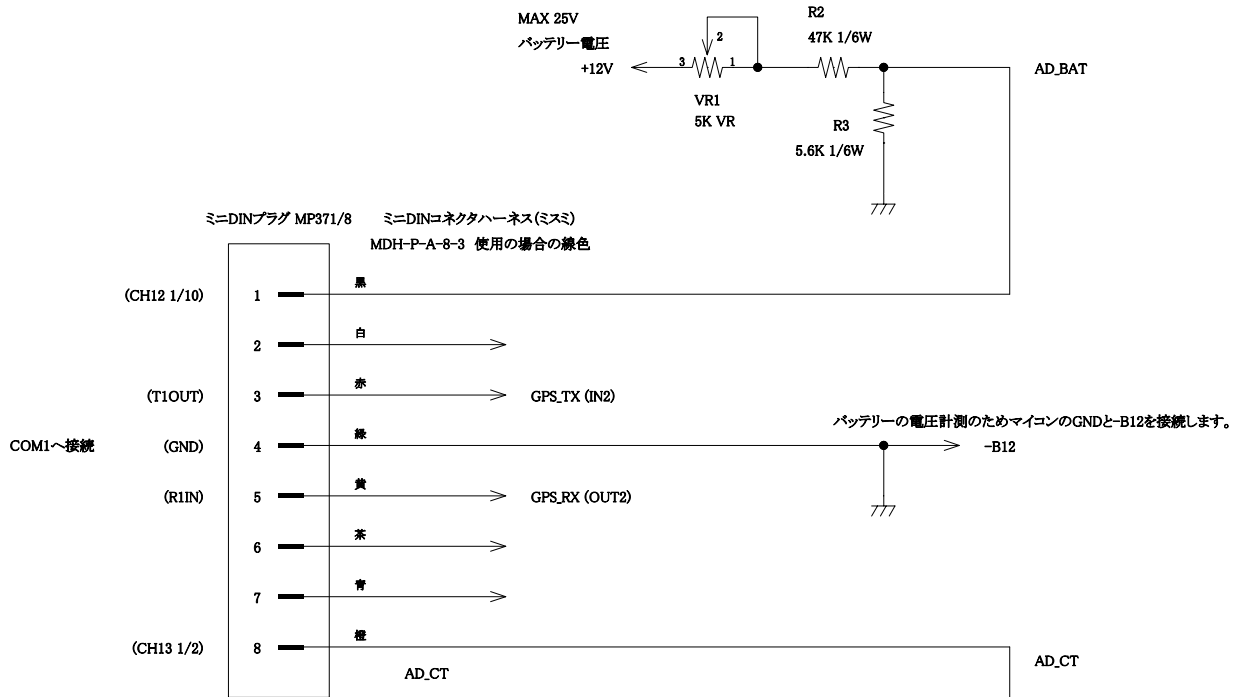 MAX 25V
バッテリー電圧
+12V
3
2
1
VR1
5K VR
R2
47K 1/6W
AD_BAT
R3
5.6K 1/6W
ミニDINプラグ MP371/8
ミニDINコネクタハーネス(ミスミ)
MDH-P-A-8-3 使用の場合の線色
(CH12 1/10) 1 黒
2 白
(T1OUT) 3 赤 GPS_TX (IN2)
バッテリーの電圧計測のためマイコンのGNDと-B12を接続します。
COM1へ接続 (GND) 4 緑 -B12
(R1IN) 5 黄 GPS_RX (OUT2)
6 茶
7 青
(CH13 1/2) 8 橙
AD_CT
AD_CT